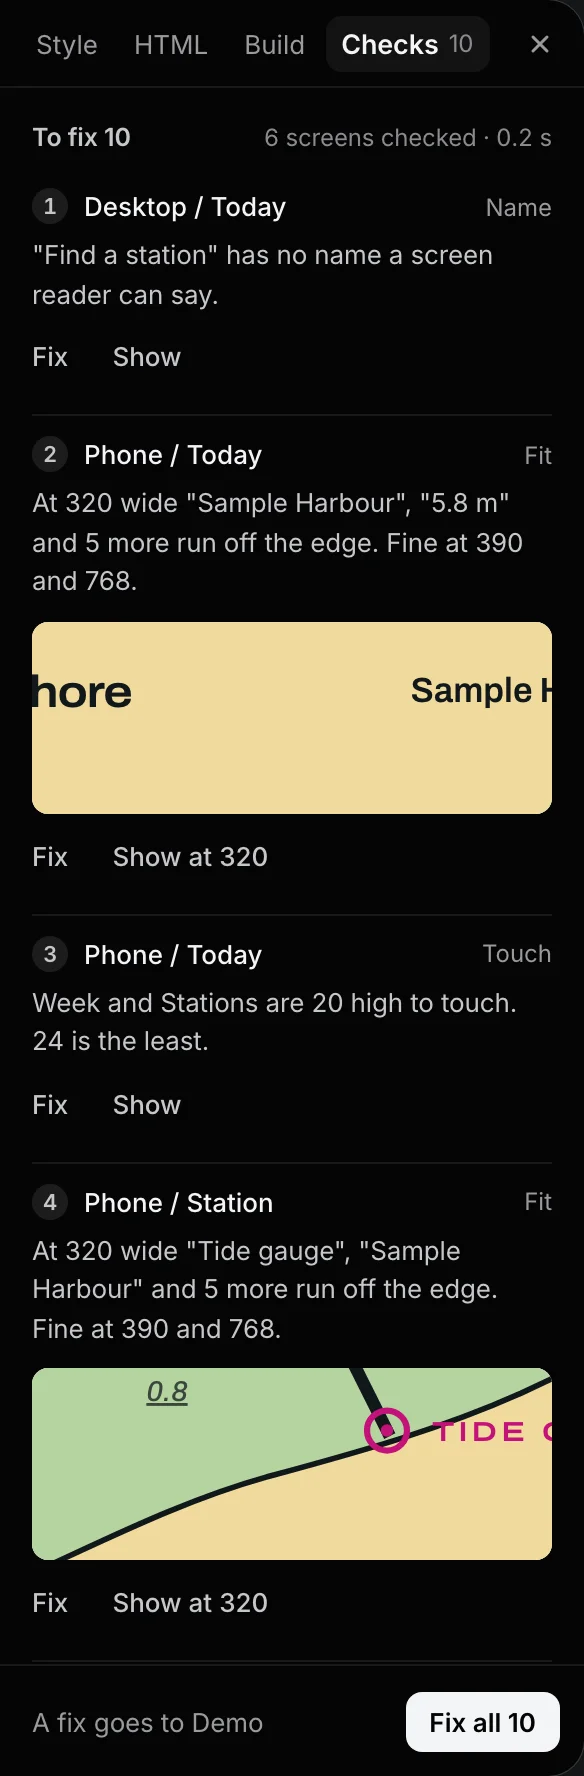 Style HTML Build Checks 10 ×
To fix 10 6 screens checked · 0.2 s
1 Desktop / Today Name
"Find a station" has no name a screen
reader can say.
Fix Show
2 Phone / Today Fit
At 320 wide "Sample Harbour", "5.8 m"
and 5 more run off the edge. Fine at 390
and 768.
hore Sample H
Fix Show at 320
3 Phone / Today Touch
Week and Stations are 20 high to touch.
24 is the least.
Fix Show
4 Phone / Station Fit
At 320 wide "Tide gauge", "Sample
Harbour" and 5 more run off the edge.
Fine at 390 and 768.
0.8
TIDE
Fix Show at 320
A fix goes to Demo Fix all 10